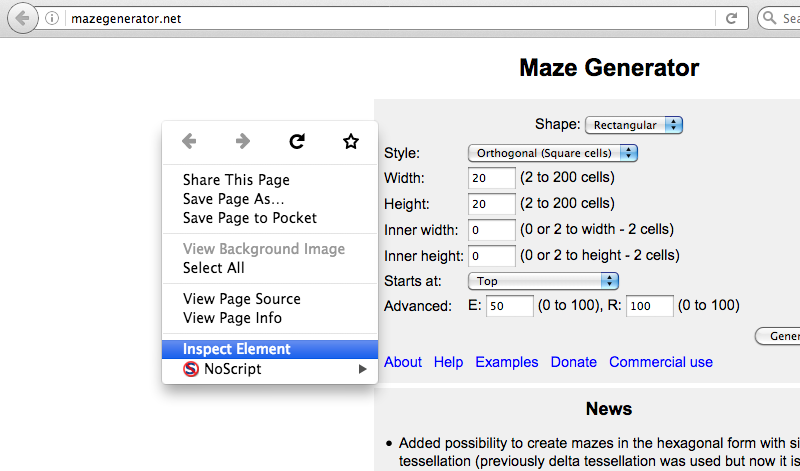 mazegenerator.net
Maze Generator
Shape: Rectangular
Style: Orthogonal (Square cells)
Width: 20 (2 to 200 cells)
Height: 20 (2 to 200 cells)
Inner width: 0 (0 or 2 to width - 2 cells)
Inner height: 0 (0 or 2 to height - 2 cells)
Starts at: Top
Advanced: E: 50 (0 to 100), R: 100 (0 to 100)
About Help Examples Donate Commercial use
Share This Page
Save Page As...
Save Page to Pocket
View Background Image
Select All
View Page Source
View Page Info
Inspect Element
NoScript
News
• Added possibility to create mazes in the hexagonal form with
tessellation (previously delta tessellation was used but now it is